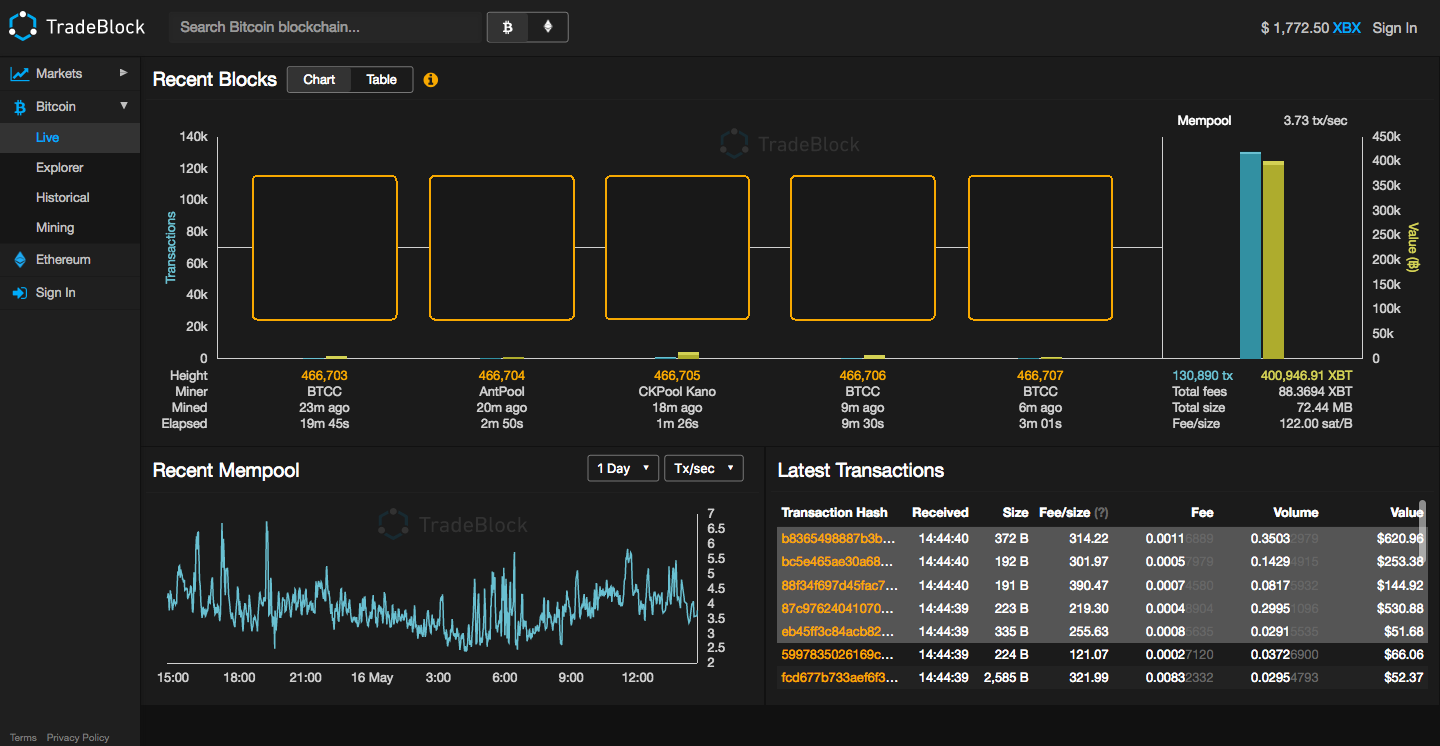 TradeBlock
Search Bitcoin blockchain...
$ 1,772.50 XBX Sign In
Markets
Bitcoin
Live
Explorer
Historical
Mining
Ethereum
Sign In
Terms Privacy Policy
Recent Blocks Chart Table
TradeBlock
Mempool 3.73 tx/sec
Transactions
140k
120k
100k
80k
60k
40k
20k
0
450k
400k
350k
300k
250k
200k
150k
100k
50k
0
Value (฿)
Height 466,703 466,704 466,705 466,706 466,707 130,890 tx 400,946.91 XBT
Miner BTCC AntPool CKPool Kano BTCC BTCC Total fees 88.3694 XBT
Mined 23m ago 20m ago 18m ago 9m ago 6m ago Total size 72.44 MB
Elapsed 19m 45s 2m 50s 1m 26s 9m 30s 3m 01s Fee/size 122.00 sat/B
Recent Mempool 1 Day Tx/sec
TradeBlock
7
6.5
6
5.5
5
4.5
4
3.5
3
2.5
2
15:00 18:00 21:00 16 May 3:00 6:00 9:00 12:00
Latest Transactions
Transaction Hash Received Size Fee/size (?) Fee Volume Value
b8365498887b3b... 14:44:40 372 B 314.22 0.00116889 0.35032979 $620.96
bc5e465ae30a68... 14:44:40 192 B 301.97 0.00057979 0.14294915 $253.38
88f34f697d45fac7... 14:44:40 191 B 390.47 0.00074580 0.08175932 $144.92
87c97624041070... 14:44:39 223 B 219.30 0.00048904 0.29951096 $530.88
eb45ff3c84acb82... 14:44:39 335 B 255.63 0.00085635 0.02915535 $51.68
5997835026169c... 14:44:39 224 B 121.07 0.00027120 0.03726900 $66.06
fcd677b733aef6f3... 14:44:39 2,585 B 321.99 0.00832332 0.02954793 $52.37